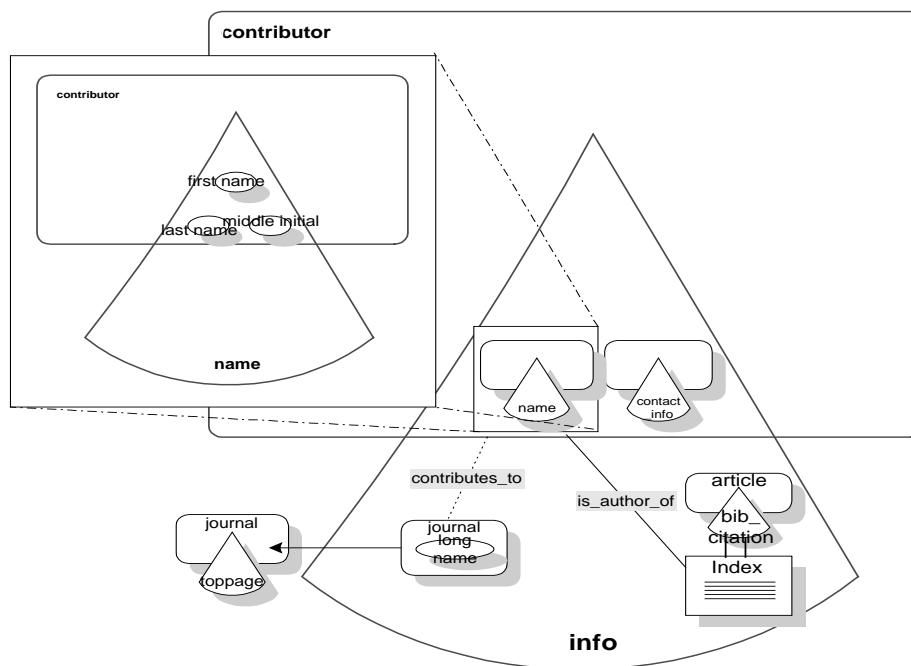 contributor
contributor
first name
last name
middle initial
name
name
contact
info
contributes_to
is_author_of
article
bib_
citation
Index
journal
toppage
journal
long
name
info